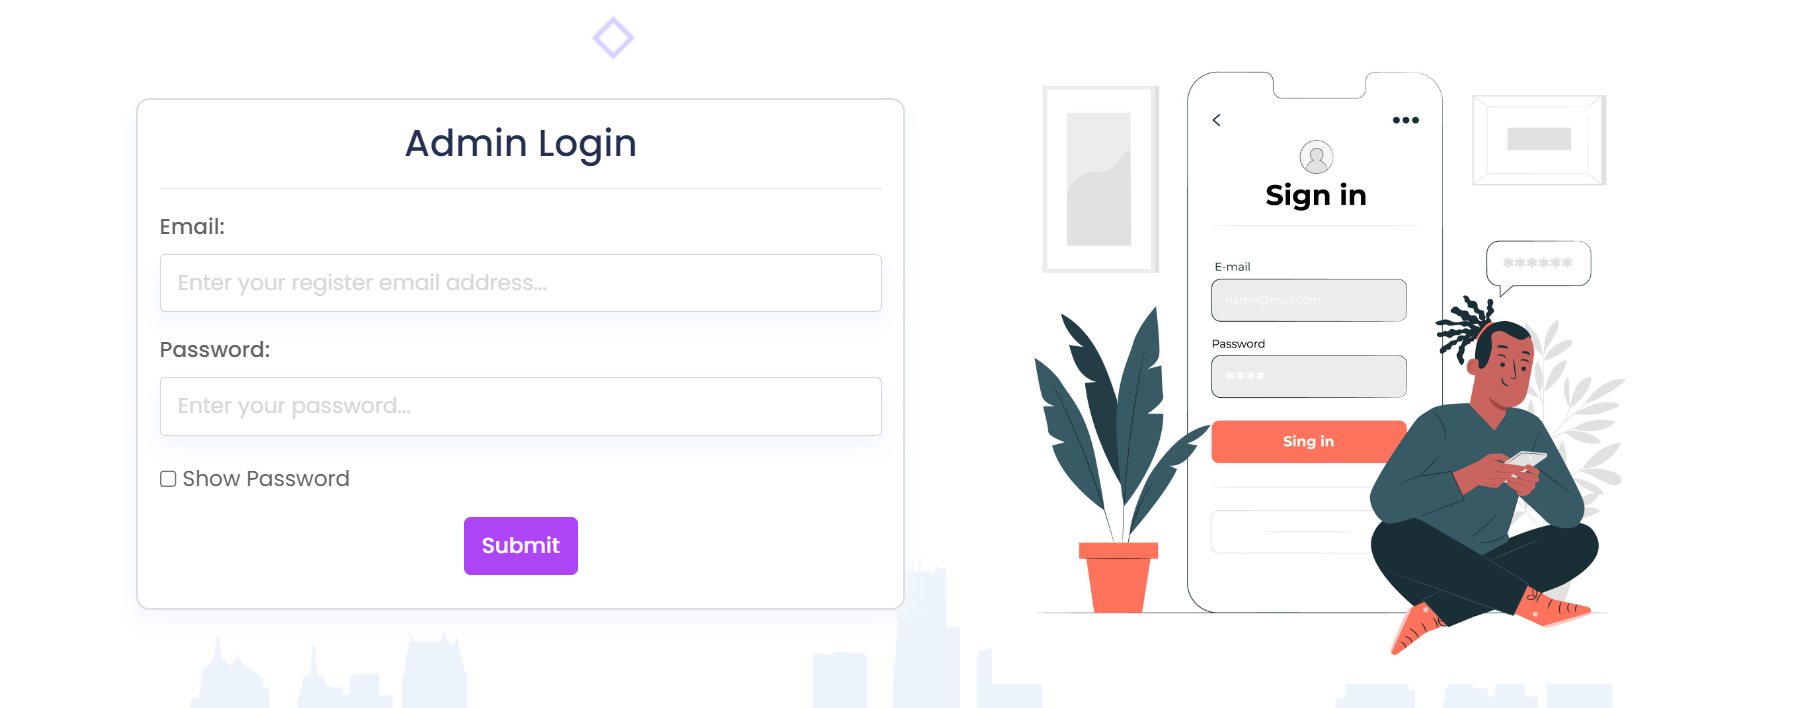 Admin Login
Email:
Enter your register email address...
Password:
Enter your password...
Show Password
Submit
Sign in
E-mail
name@mail.com
Password
****
Sing in
******